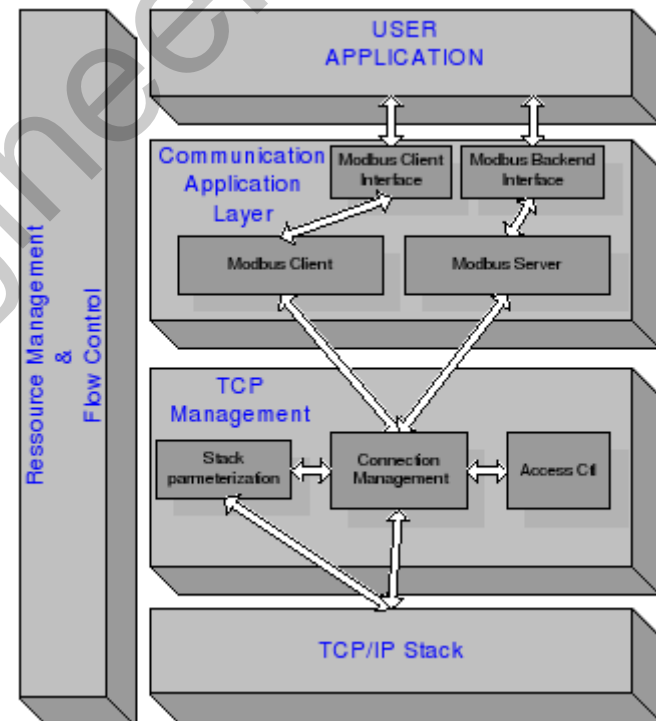 USER
APPLICATION
Communication
Application
Layer
Modbus Client
Interface
Modbus Backend
Interface
Modbus Client
Modbus Server
Ressource Management
&
Flow Control
TCP
Management
Stack
parmeterization
Connection
Management
Access Ctl
TCP/IP Stack